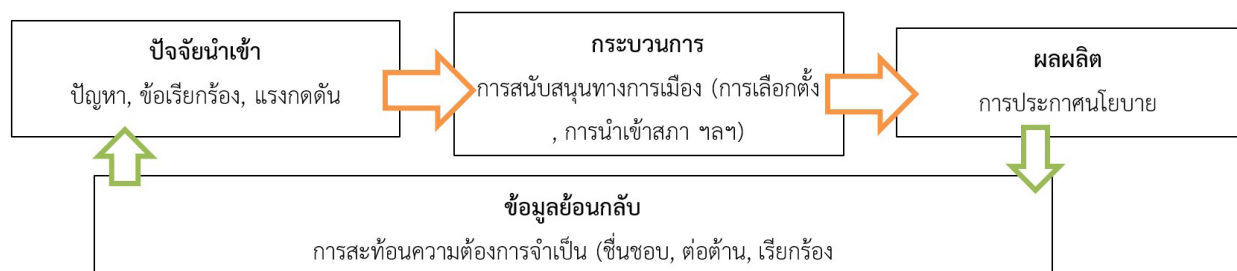 ปัจจัยนำเข้า
ปัญหา, ข้อเรียกร้อง, แรงกดดัน
กระบวนการ
การสนับสนุนทางการเมือง (การเลือกตั้ง
, การนำเข้าสภา ฯลฯ)
ผลผลิต
การประกาศนโยบาย
ข้อมูลย้อนกลับ
การสะท้อนความต้องการจำเป็น (ชื่นชอบ, ต่อต้าน, เรียกร้อง